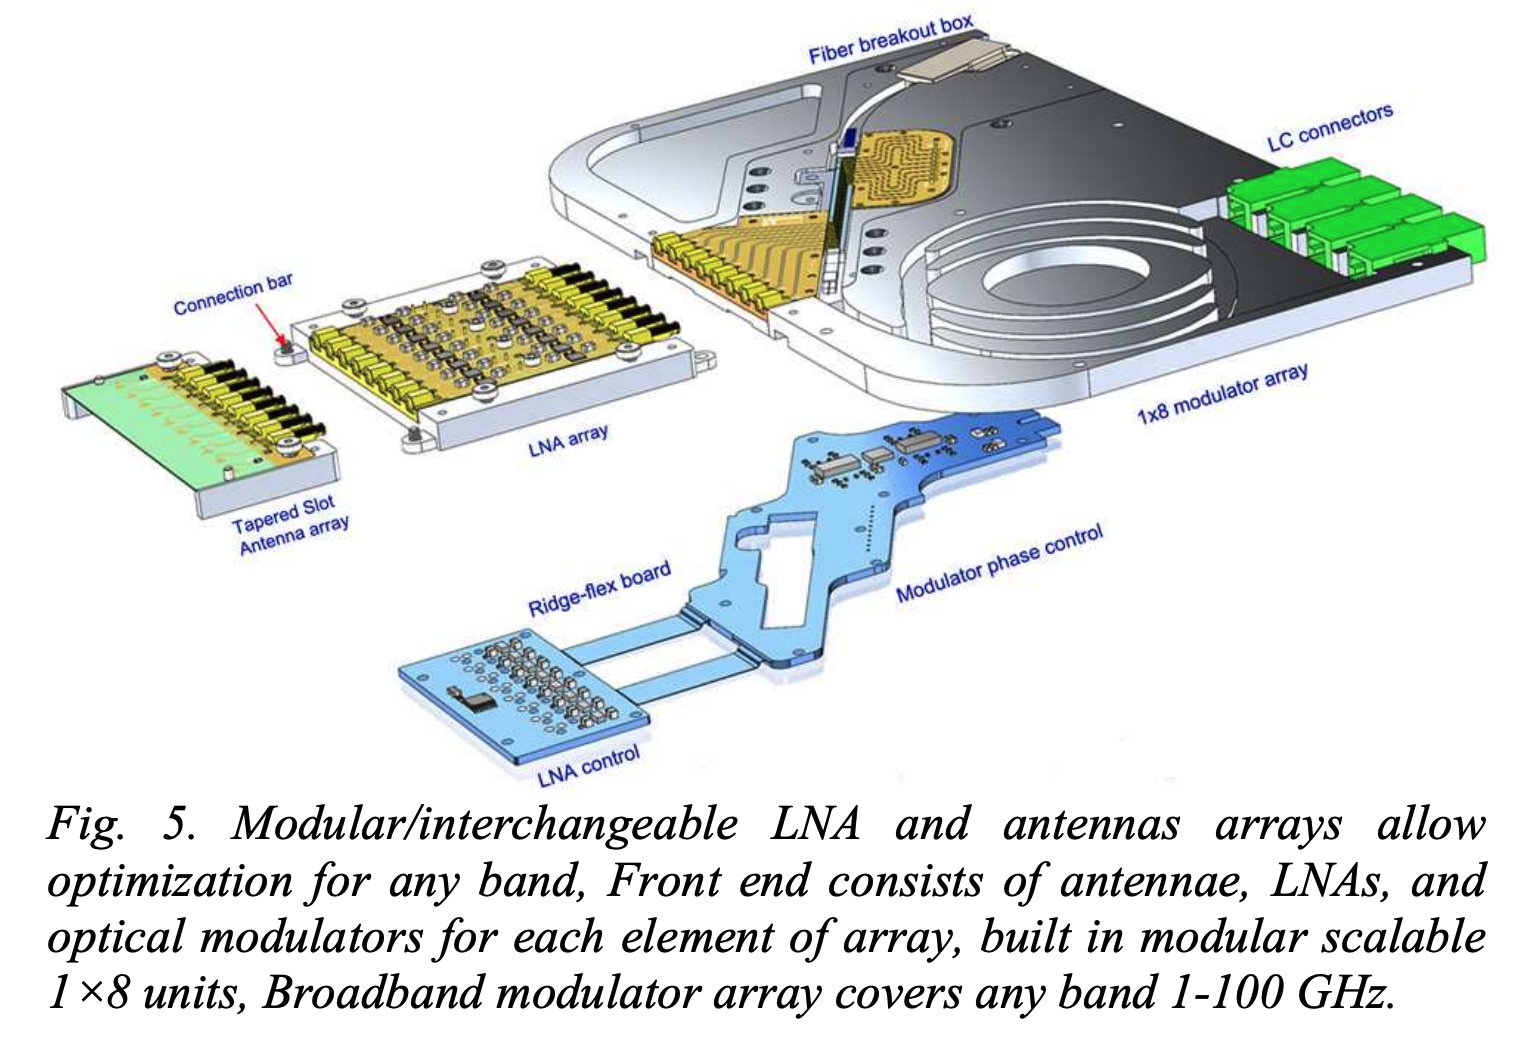 Fiber breakout box
LC connectors
Connection bar
1x8 modulator array
LNA array
Tapered Slot
Antenna array
Modulator phase control
Ridge-flex board
LNA control
Fig. 5. Modular/interchangeable LNA and antennas arrays allow
optimization for any band, Front end consists of antennae, LNAs, and
optical modulators for each element of array, built in modular scalable
1×8 units, Broadband modulator array covers any band 1-100 GHz.